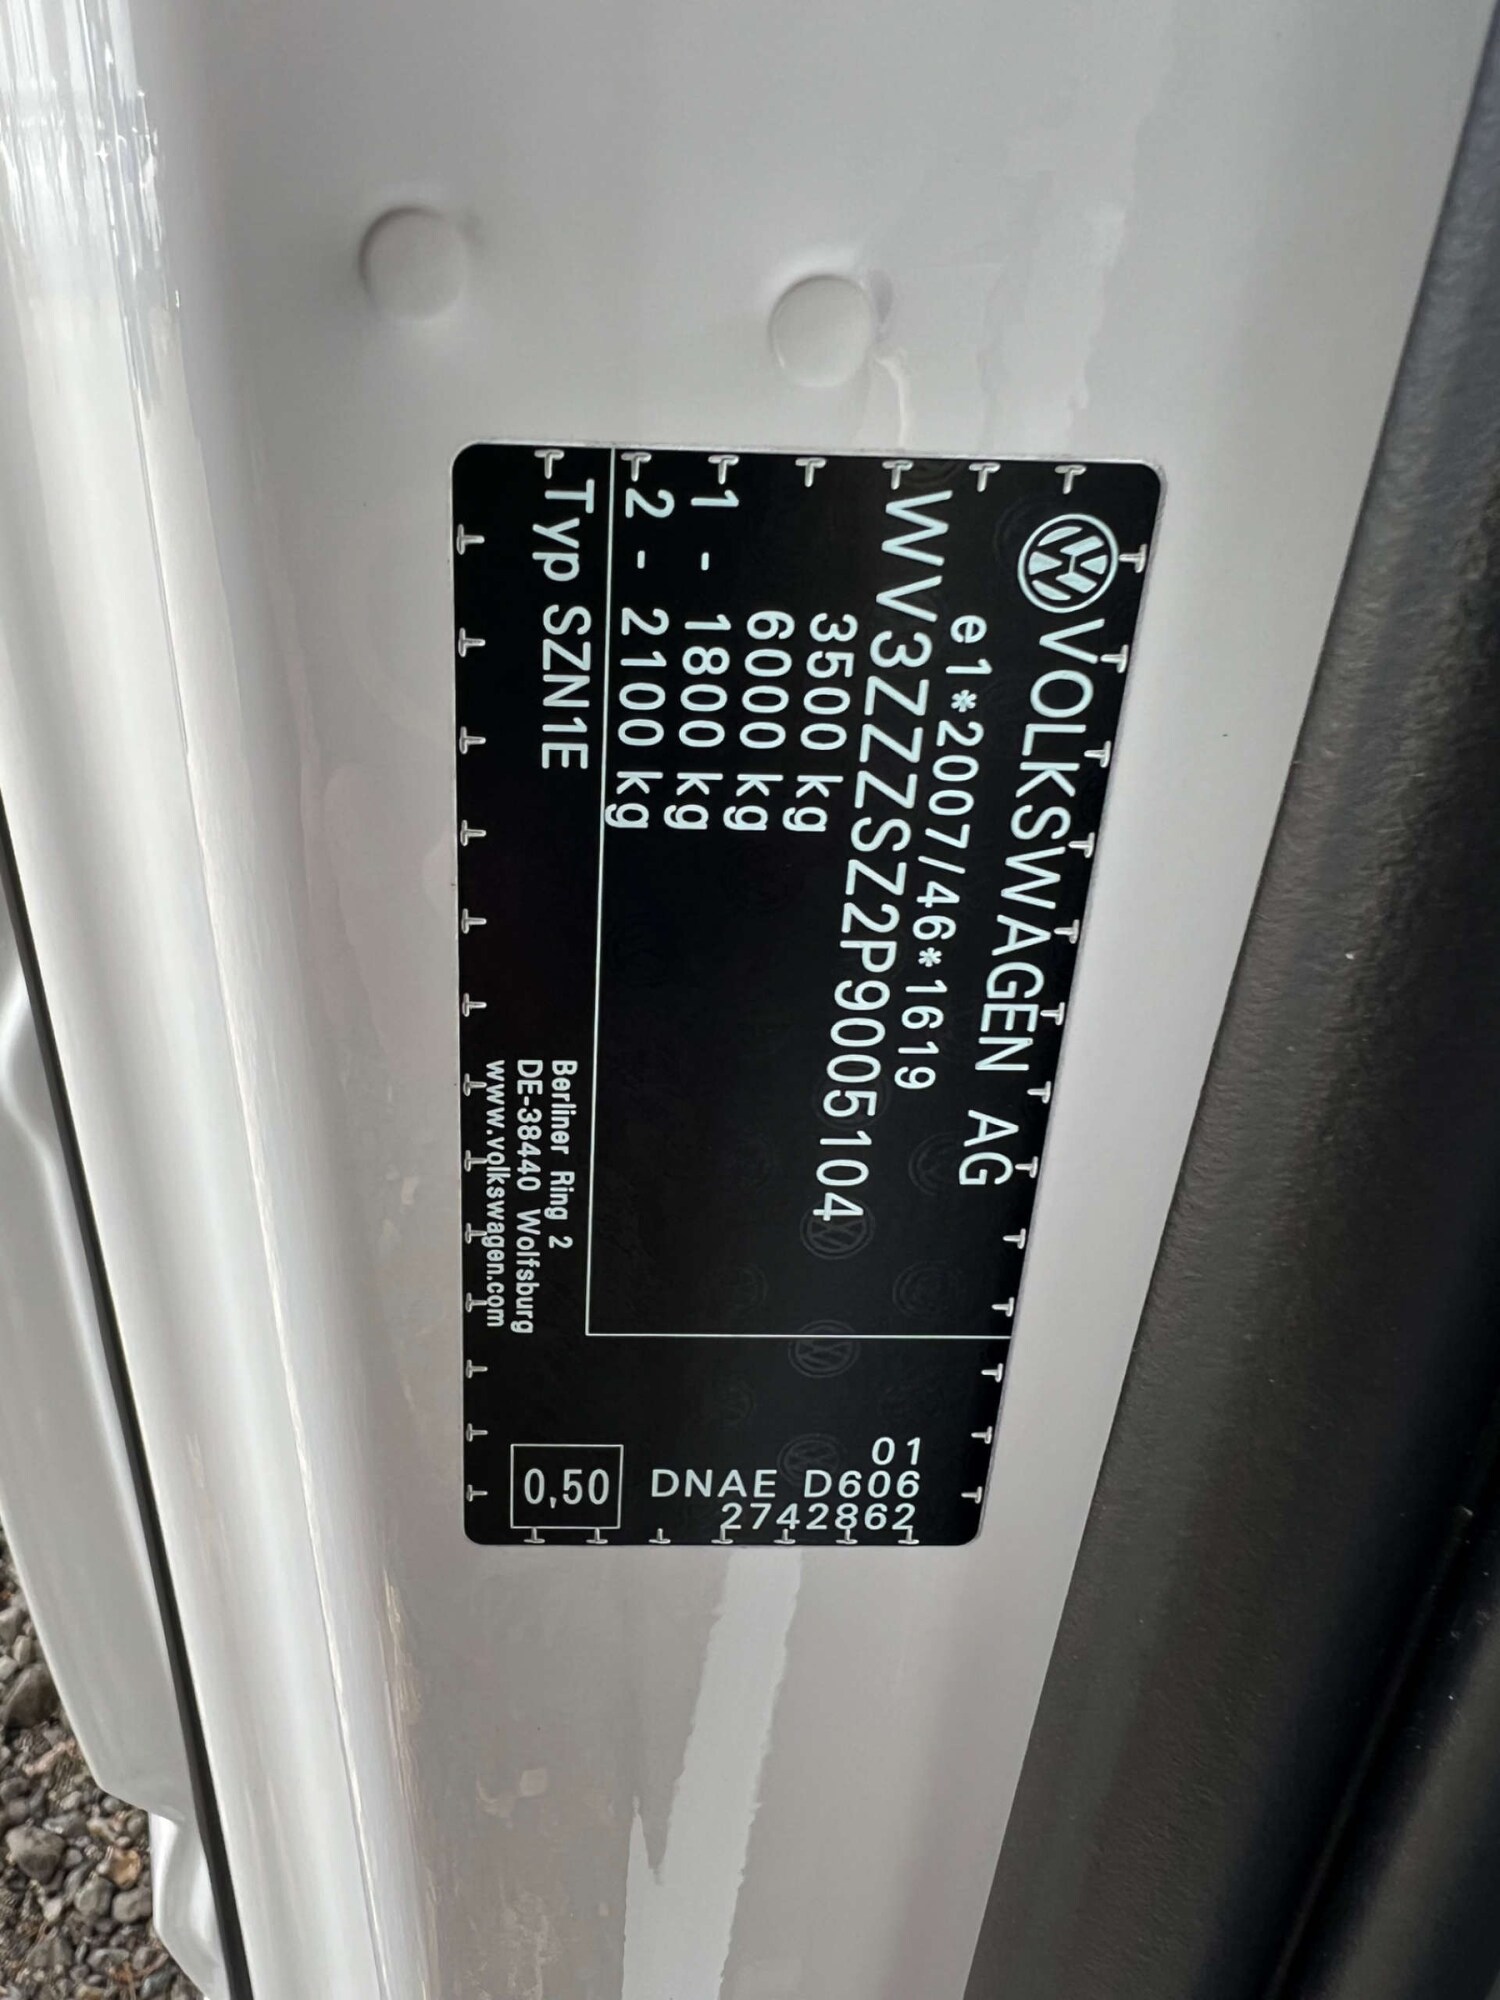 VOLKSWAGEN AG
e1*2007/46*1619
WV3ZZZSZ2P9005104
3500 kg
6000 kg
1 - 1800 kg
2 - 2100 kg
Typ SZN1E
Berliner Ring 2
DE-38440 Wolfsburg
www.volkswagen.com
01
DNAE D606
2742862
0,50